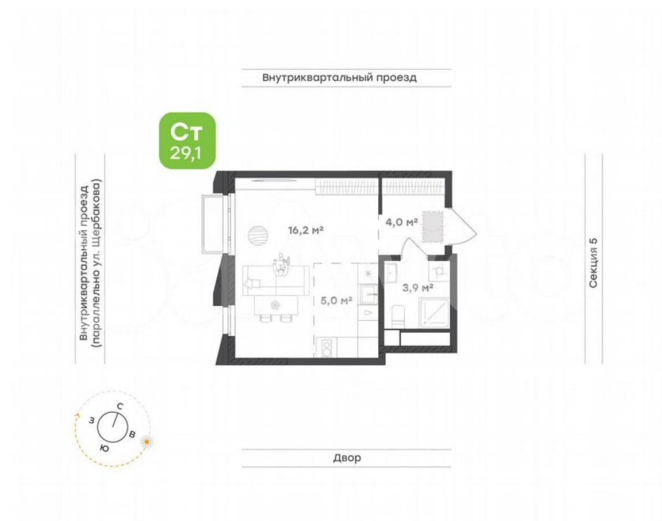 Внутриквартальный проезд
Ст
29,1
Внутриквартальный проезд
(параллельно ул. Щербакова)
16,2 м²
4,0 м²
5,0 м²
3,9 м²
Секция 5
С
З
В
Ю
Двор